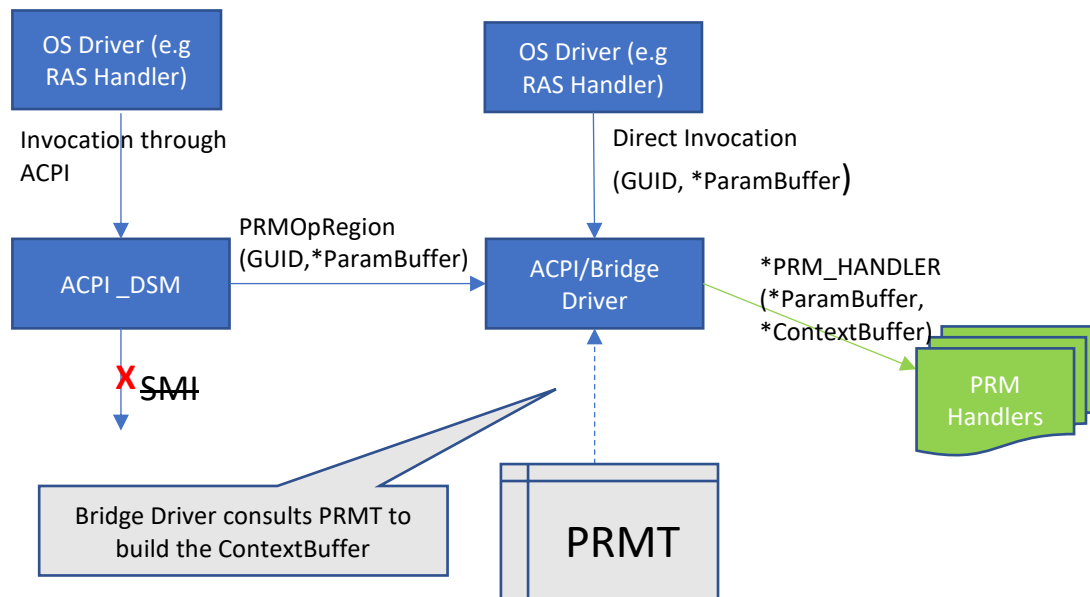 OS Driver (e.g
RAS Handler)
OS Driver (e.g
RAS Handler)
Invocation through
ACPI
Direct Invocation
(GUID, *ParamBuffer)
PRMOpRegion
(GUID,*ParamBuffer)
ACPI _DSM
ACPI/Bridge
Driver
*PRM_HANDLER
(*ParamBuffer,
*ContextBuffer)
X SMI
PRM
Handlers
Bridge Driver consults PRMT to
build the ContextBuffer
PRMT